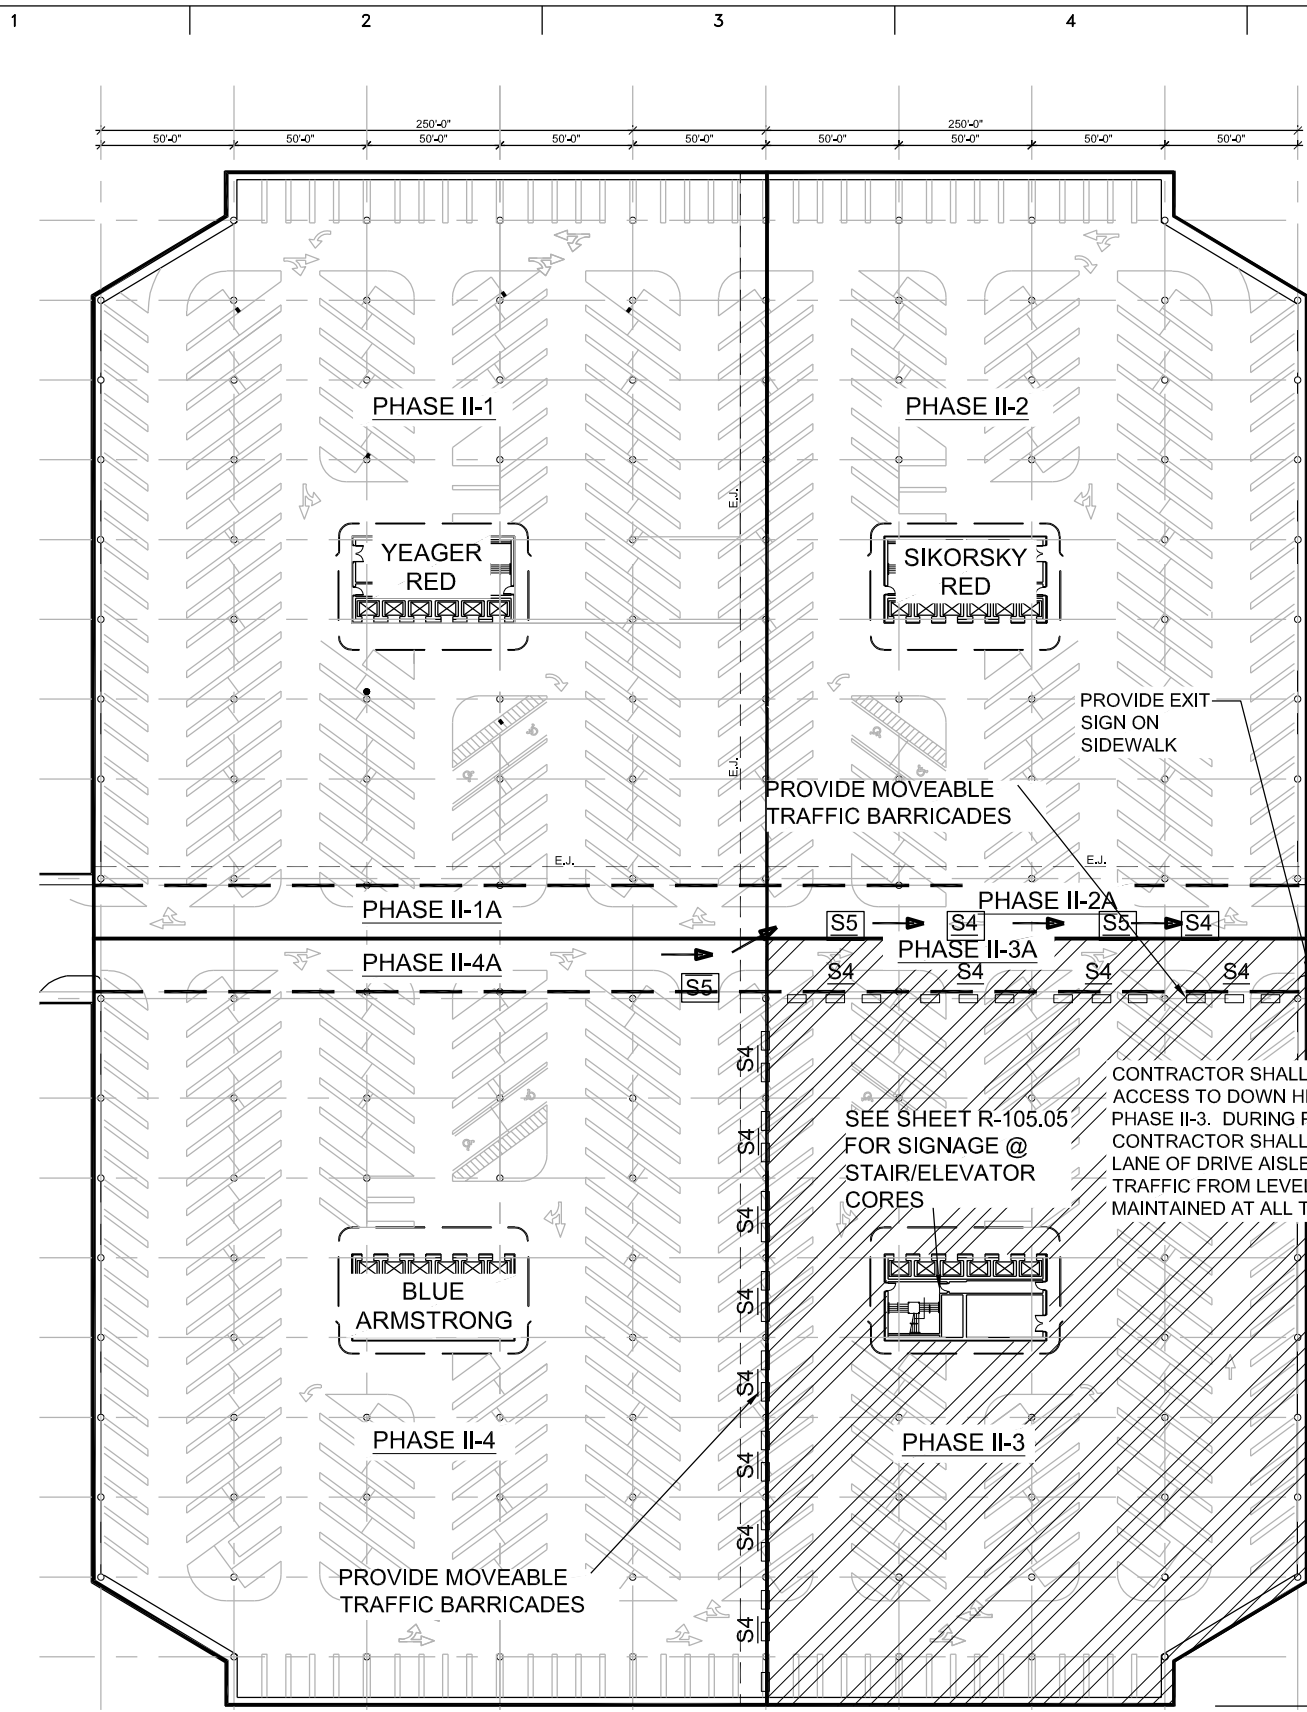 1 2 3 4
250'-0" 250'-0"
50'-0" 50'-0" 50'-0" 50'-0" 50'-0" 50'-0" 50'-0" 50'-0" 50'-0"
PHASE II-1
PHASE II-2
E.J.
YEAGER
RED
SIKORSKY
RED
PROVIDE EXIT
SIGN ON
SIDEWALK
E.J.
PROVIDE MOVEABLE
TRAFFIC BARRICADES
E.J.
E.J.
PHASE II-1A
PHASE II-2A
S5 S4 S5 S4
PHASE II-4A
PHASE II-3A
S4 S4 S4 S4
S5
S4
S4
S4
S4
S4
S4
S4
S4
CONTRACTOR SHALL
ACCESS TO DOWN H
PHASE II-3. DURING
CONTRACTOR SHALL
LANE OF DRIVE AISLE
TRAFFIC FROM LEVEL
MAINTAINED AT ALL T
SEE SHEET R-105.05
FOR SIGNAGE @
STAIR/ELEVATOR
CORES
BLUE
ARMSTRONG
PHASE II-4
PHASE II-3
PROVIDE MOVEABLE
TRAFFIC BARRICADES